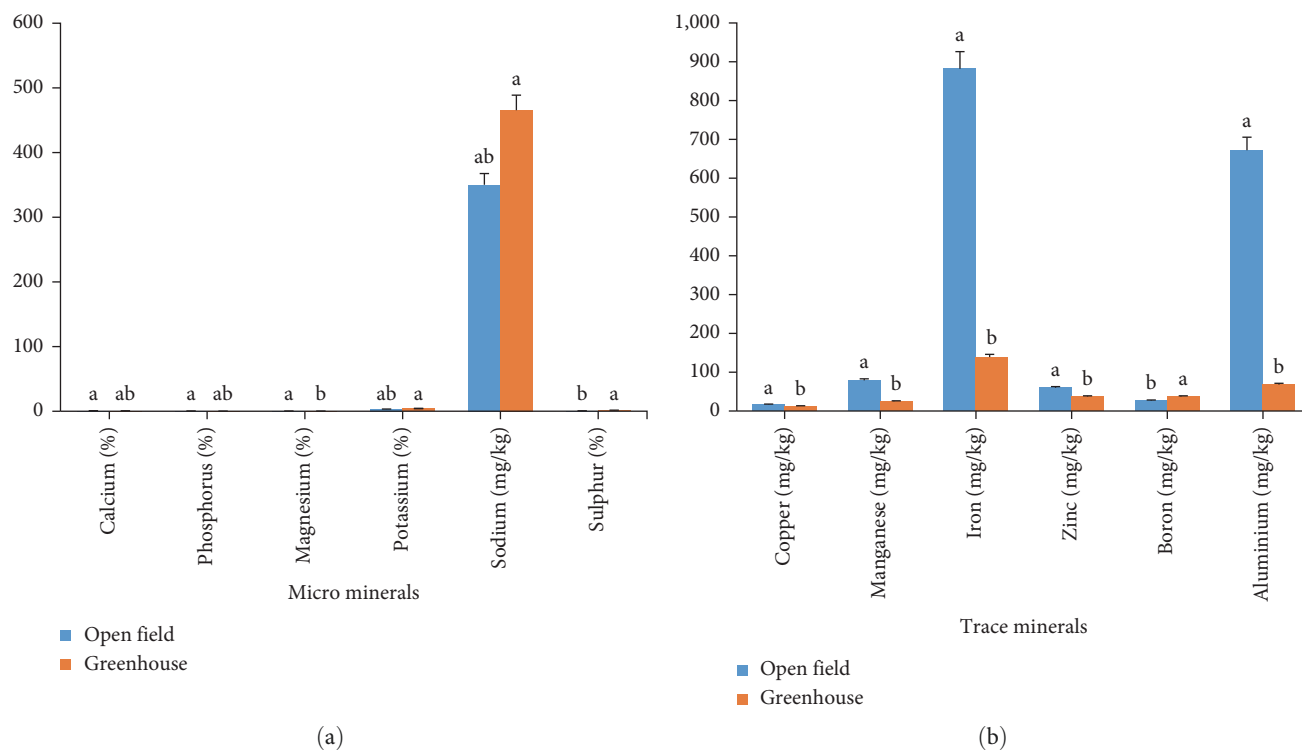 600
500
400
300
200
100
0
a ab a ab a b ab a ab a b a
Calcium (%)
Phosphorus (%)
Magnesium (%)
Potassium (%)
Sodium (mg/kg)
Sulphur (%)
Micro minerals
Open field
Greenhouse
(a)
1,000
900
800
700
600
500
400
300
200
100
0
a b a b a b a b b a a b
Copper (mg/kg)
Manganese (mg/kg)
Iron (mg/kg)
Zinc (mg/kg)
Boron (mg/kg)
Aluminium (mg/kg)
Trace minerals
Open field
Greenhouse
(b)